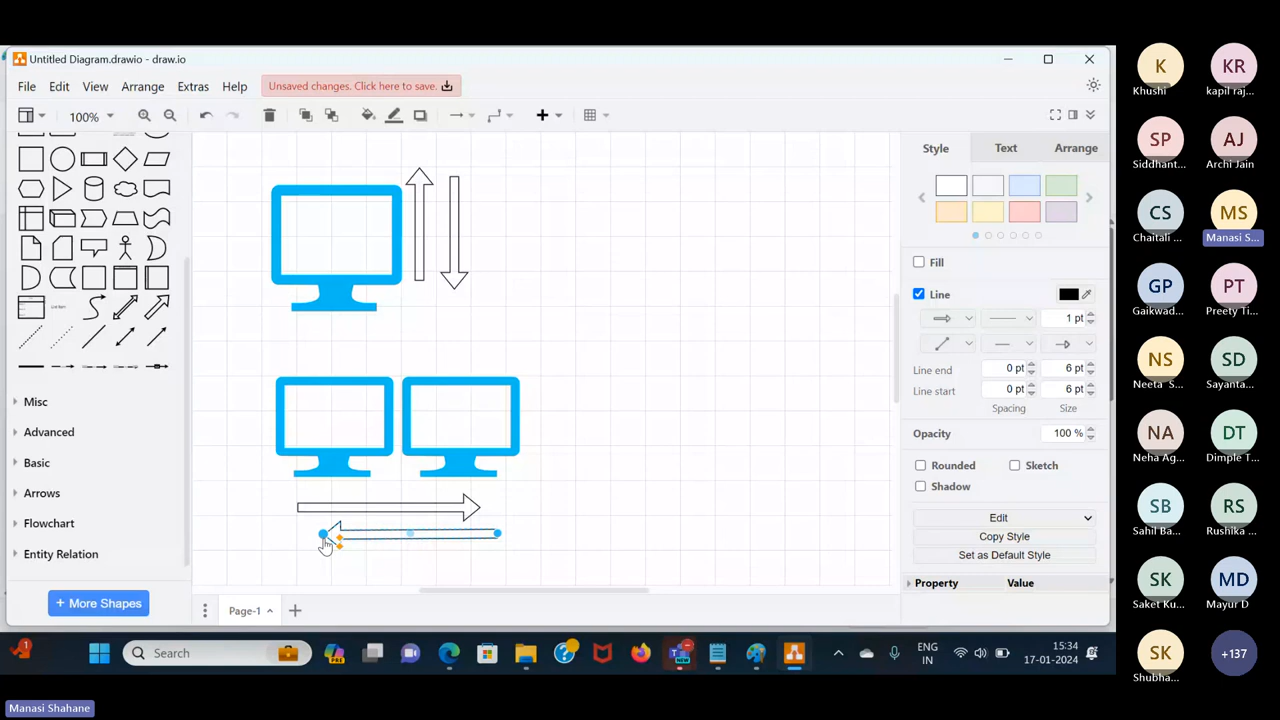 Untitled Diagram.drawio - draw.io
File Edit View Arrange Extras Help Unsaved changes. Click here to save.
100%
Style Text Arrange
Fill
Line
1 pt
Line end 0 pt 6 pt
Line start 0 pt 6 pt
Spacing Size
Opacity 100 %
Rounded Sketch
Shadow
Edit
Copy Style
Set as Default Style
Property Value
Misc
Advanced
Basic
Arrows
Flowchart
Entity Relation
+ More Shapes
Page-1
Search
ENG
IN
15:34
17-01-2024
Manasi Shahane
K
Khushi
KR
kapil raj...
SP
Siddhant...
AJ
Archi Jain
CS
Chaitali ...
MS
Manasi S...
GP
Gaikwad...
PT
Preety Ti...
NS
Neeta S...
SD
Sayanta...
NA
Neha Ag...
DT
Dimple T...
SB
Sahil Ba...
RS
Rushika ...
SK
Saket Ku...
MD
Mayur D
SK
Shubha...
+137